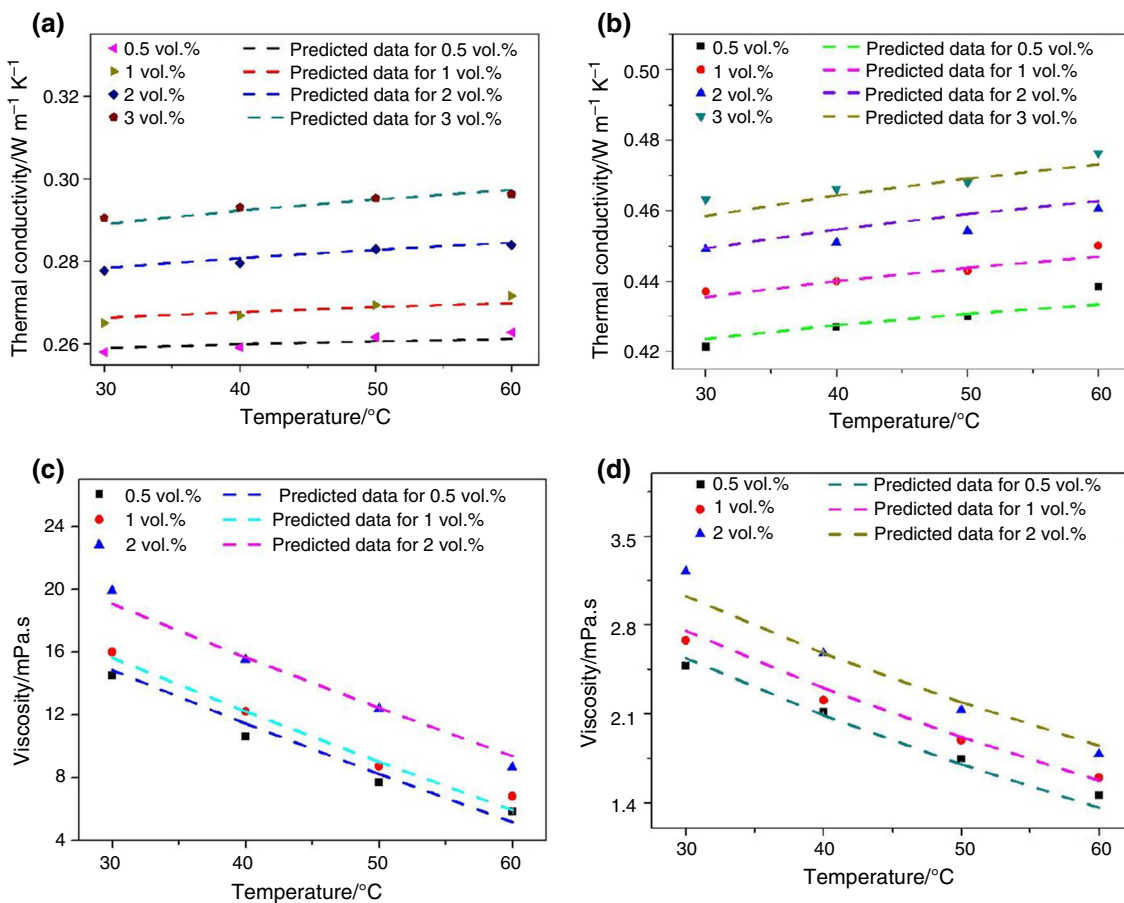 (a)
0.5 vol.% Predicted data for 0.5 vol.%
1 vol.% Predicted data for 1 vol.%
2 vol.% Predicted data for 2 vol.%
3 vol.% Predicted data for 3 vol.%
Thermal conductivity/W m⁻¹ K⁻¹
0.32
0.30
0.28
0.26
30 40 50 60
Temperature/°C
(b)
0.5 vol.% Predicted data for 0.5 vol.%
1 vol.% Predicted data for 1 vol.%
2 vol.% Predicted data for 2 vol.%
3 vol.% Predicted data for 3 vol.%
Thermal conductivity/W m⁻¹ K⁻¹
0.50
0.48
0.46
0.44
0.42
30 40 50 60
Temperature/°C
(c)
0.5 vol.% Predicted data for 0.5 vol.%
1 vol.% Predicted data for 1 vol.%
2 vol.% Predicted data for 2 vol.%
Viscosity/mPa.s
24
20
16
12
8
4
30 40 50 60
Temperature/°C
(d)
0.5 vol.% Predicted data for 0.5 vol.%
1 vol.% Predicted data for 1 vol.%
2 vol.% Predicted data for 2 vol.%
Viscosity/mPa.s
3.5
2.8
2.1
1.4
30 40 50 60
Temperature/°C